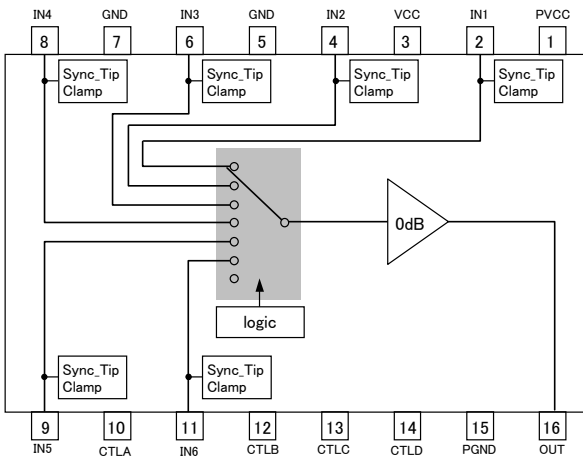 IN4 GND IN3 GND IN2 VCC IN1 PVCC
8 7 6 5 4 3 2 1
Sync_Tip
Clamp
Sync_Tip
Clamp
Sync_Tip
Clamp
Sync_Tip
Clamp
0dB
logic
Sync_Tip
Clamp
Sync_Tip
Clamp
9 10 11 12 13 14 15 16
IN5 CTLA IN6 CTLB CTLC CTLD PGND OUT